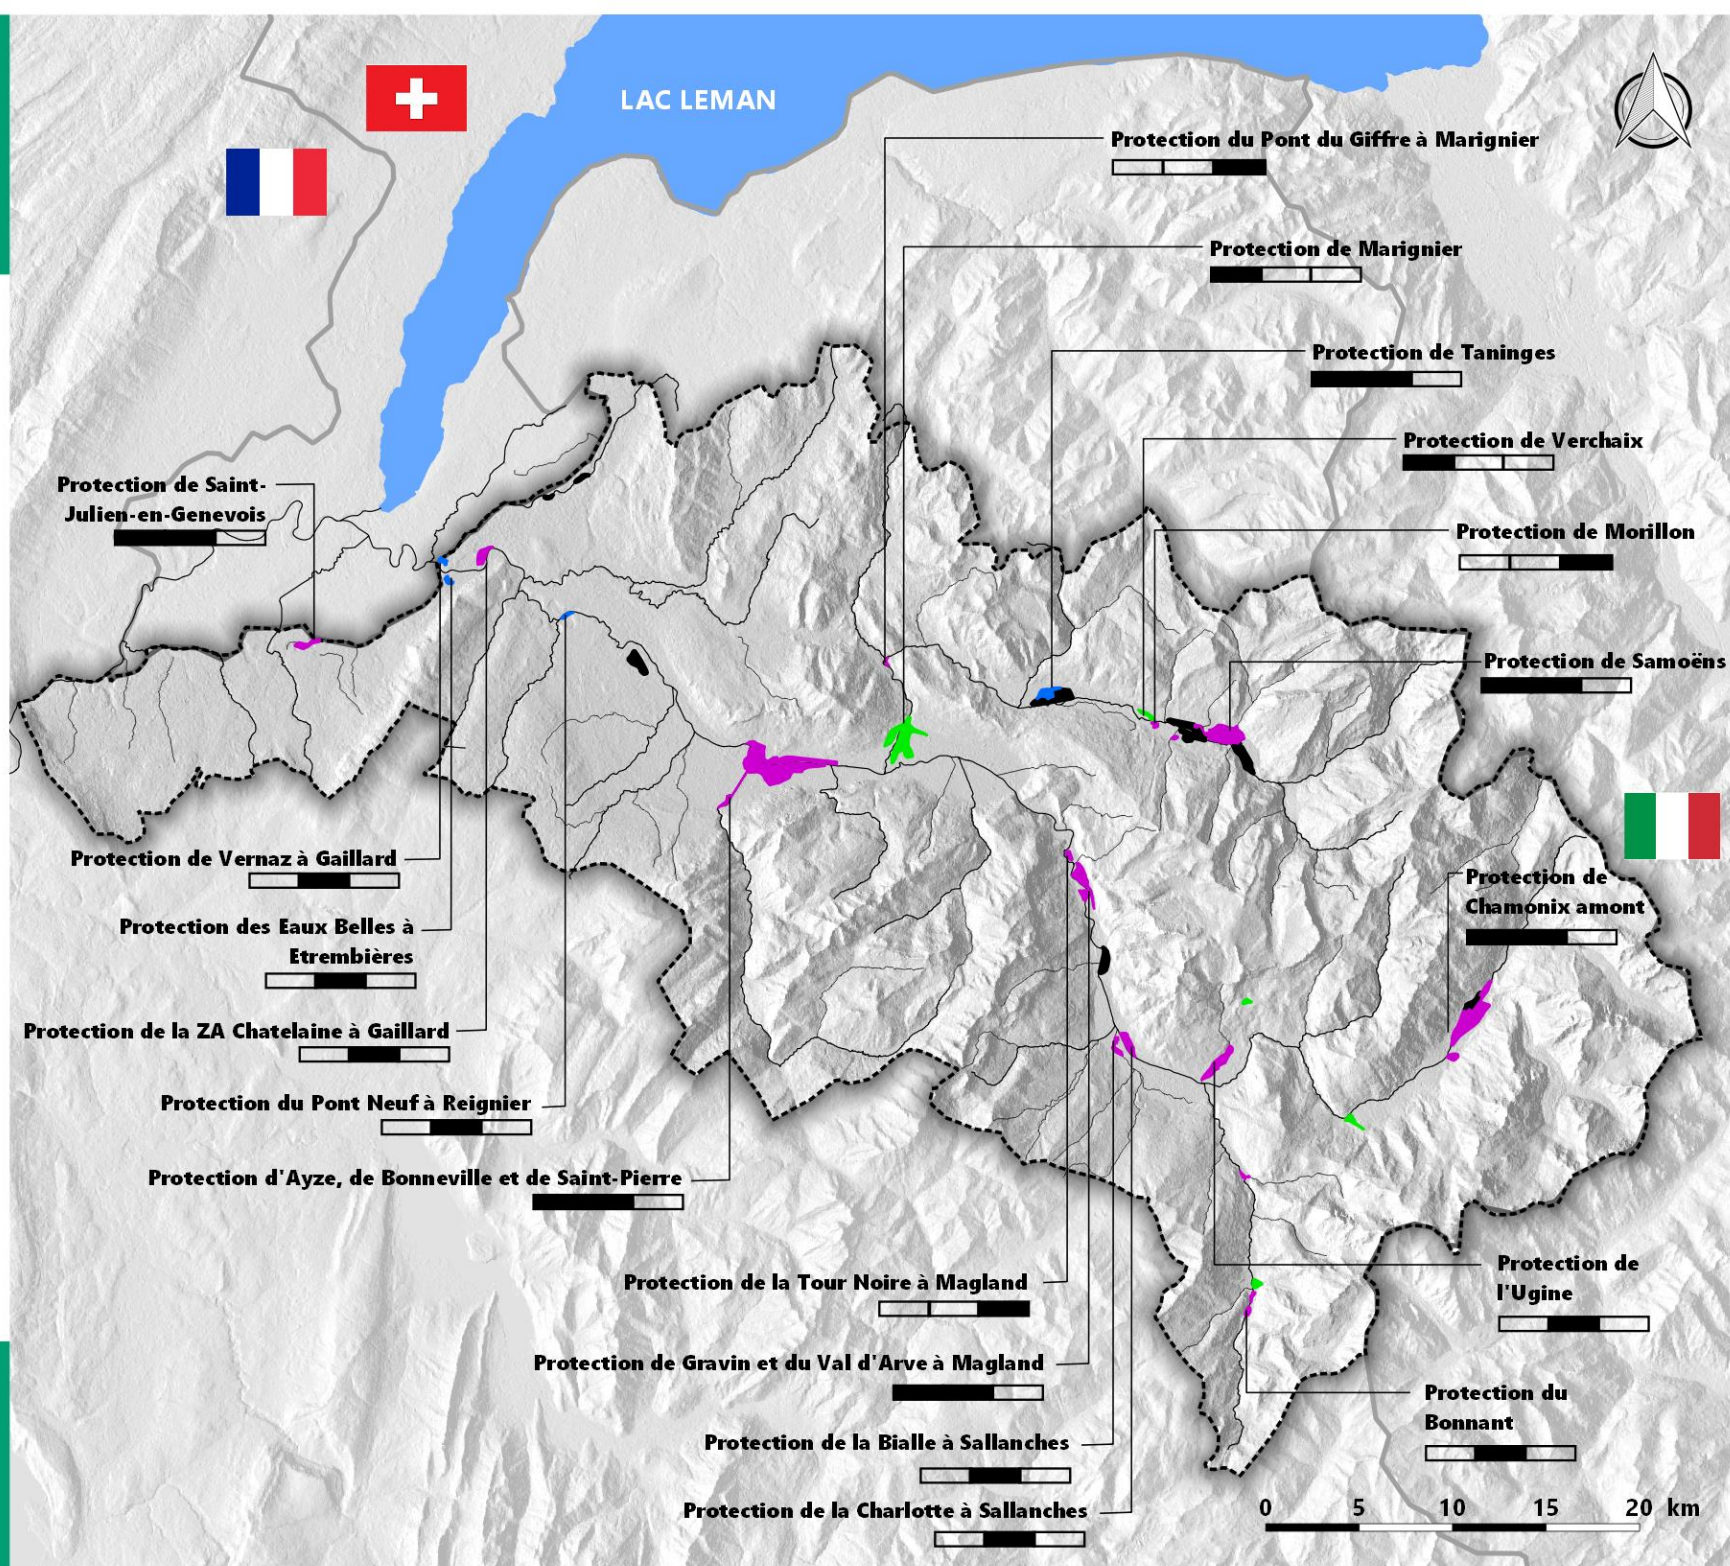 LAC LEMAN
Protection du Pont du Giffre à Marignier
Protection de Marignier
Protection de Taninges
Protection de Verchaix
Protection de Saint-
Julien-en-Genevois
Protection de Morillon
Protection de Samoëns
Protection de Vernaz à Gaillard
Protection de
Chamonix amont
Protection des Eaux Belles à
Etrembières
Protection de la ZA Chatelaine à Gaillard
Protection du Pont Neuf à Reignier
Protection d'Ayze, de Bonneville et de Saint-Pierre
Protection de la Tour Noire à Magland
Protection de
l'Ugine
Protection de Gravin et du Val d'Arve à Magland
Protection du
Bonnant
Protection de la Bialle à Sallanches
Protection de la Charlotte à Sallanches
0 5 10 15 20 km